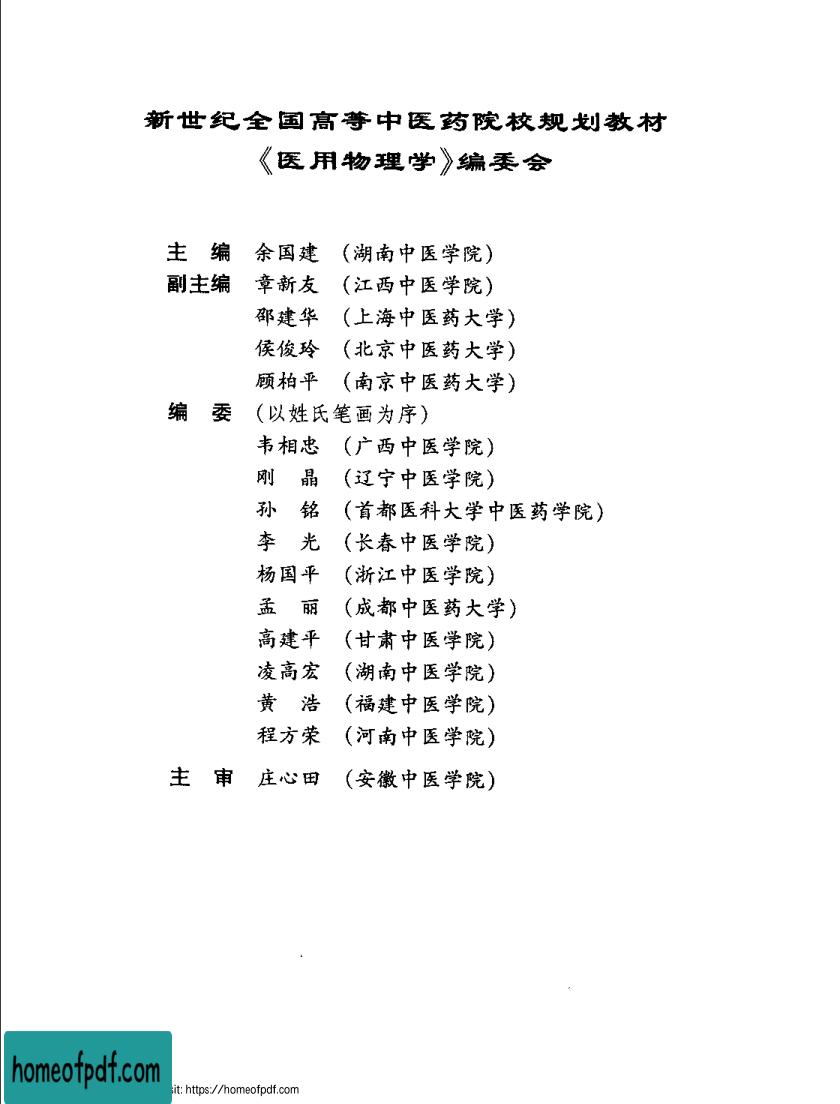 新世纪全国高等中医药院校规划教材
《医用物理学》编委会
主　编　余国建　（湖南中医学院）
副主编　章新友　（江西中医学院）
邵建华　（上海中医药大学）
侯俊玲　（北京中医药大学）
顾柏平　（南京中医药大学）
编　委　（以姓氏笔画为序）
韦相忠　（广西中医学院）
刚　晶　（辽宁中医学院）
孙　铭　（首都医科大学中医药学院）
李　光　（长春中医学院）
杨国平　（浙江中医学院）
孟　丽　（成都中医药大学）
高建平　（甘肃中医学院）
凌高宏　（湖南中医学院）
黄　浩　（福建中医学院）
程方荣　（河南中医学院）
主　审　庄心田　（安徽中医学院）
homeofpdf.com
sit: https://homeofpdf.com